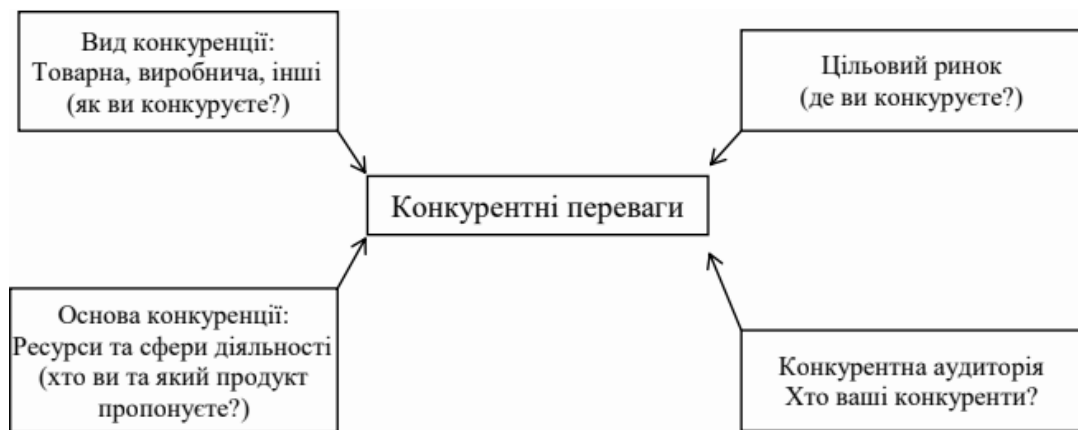 Вид конкуренції:
Товарна, виробнича, інші
(як ви конкуруєте?)
Цільовий ринок
(де ви конкуруєте?)
Конкурентні переваги
Основа конкуренції:
Ресурси та сфери діяльності
(хто ви та який продукт
пропонуєте?)
Конкурентна аудиторія
Хто ваші конкуренти?